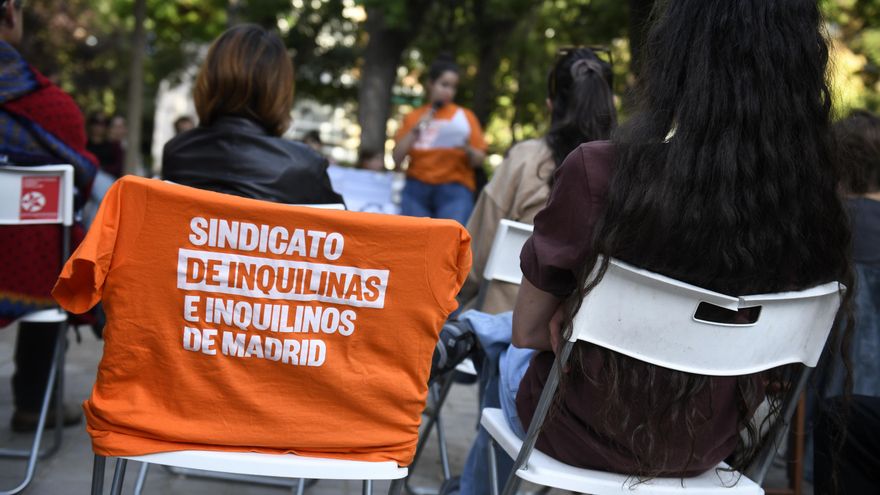 SINDICATO
DE INQUILINAS
E INQUILINOS
DE MADRID